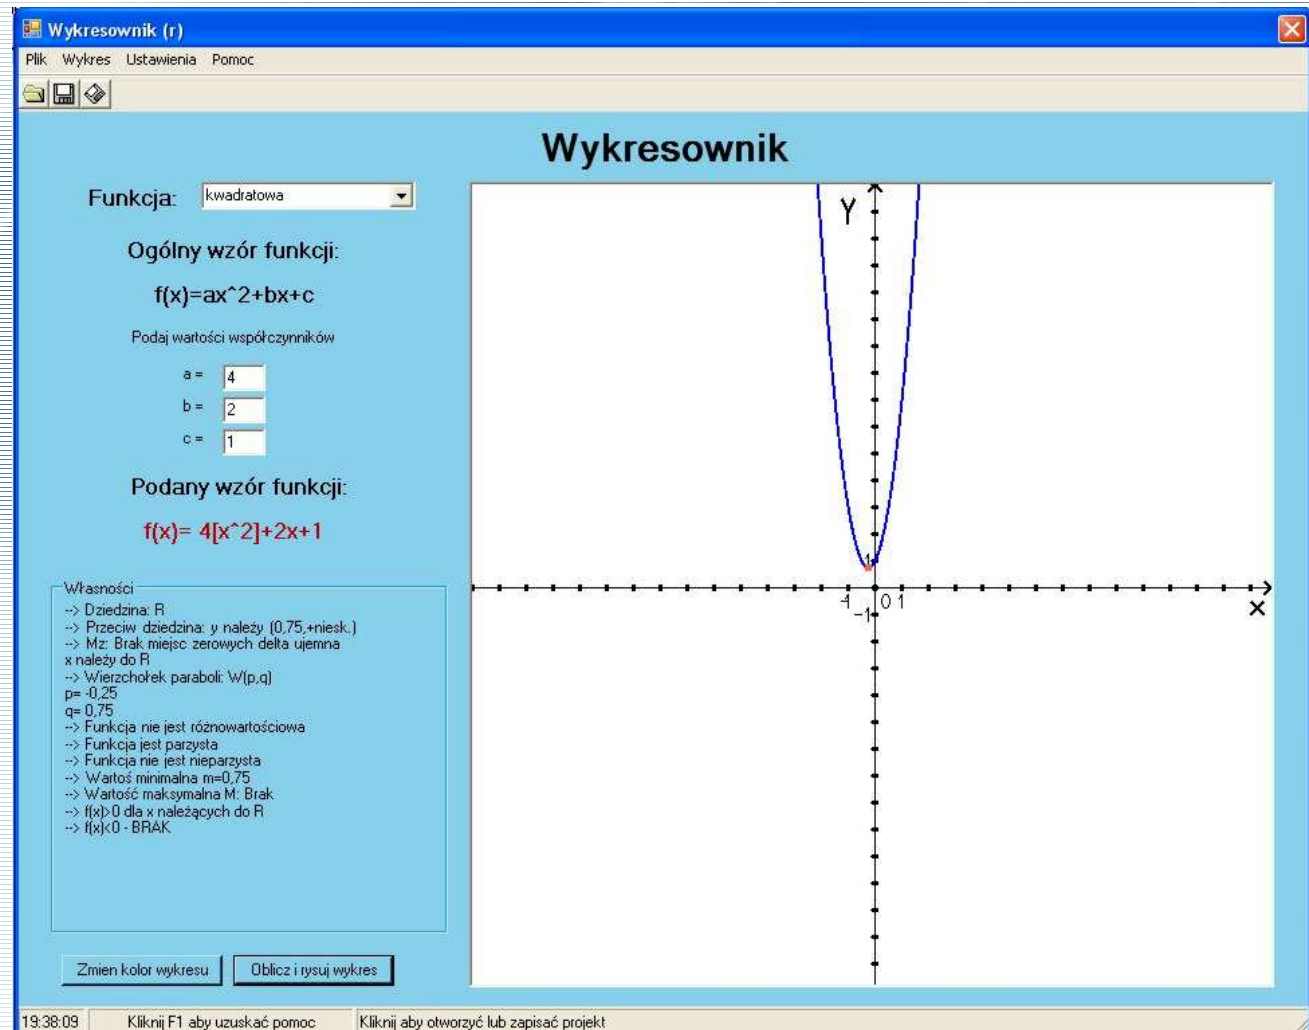 Wykresownik (r)
Plik Wykres Ustawienia Pomoc
Wykresownik
Funkcja: kwadratowa
Ogólny wzór funkcji:
f(x)=ax^2+bx+c
Podaj wartości współczynników
a = 4
b = 2
c = 1
Podany wzór funkcji:
f(x)= 4[x^2]+2x+1
Własności
--> Dziedzina: R
--> Przeciw dziedzina: y należy (0,75,+niesk.)
--> Mz: Brak miejsc zerowych delta ujemna
x należy do R
--> Wierzchołek paraboli: W(p,q)
p= -0,25
q= 0,75
--> Funkcja nie jest różnowartościowa
--> Funkcja jest parzysta
--> Funkcja nie jest nieparzysta
--> Wartoś minimalna m=0,75
--> Wartość maksymalna M: Brak
--> f(x)>0 dla x należących do R
--> f(x)<0 - BRAK
Zmien kolor wykresu Oblicz i rysuj wykres
Y
1
-1 0 1
-1
X
19:38:09 Kliknij F1 aby uzuskać pomoc Kliknij aby otworzyć lub zapisać projekt